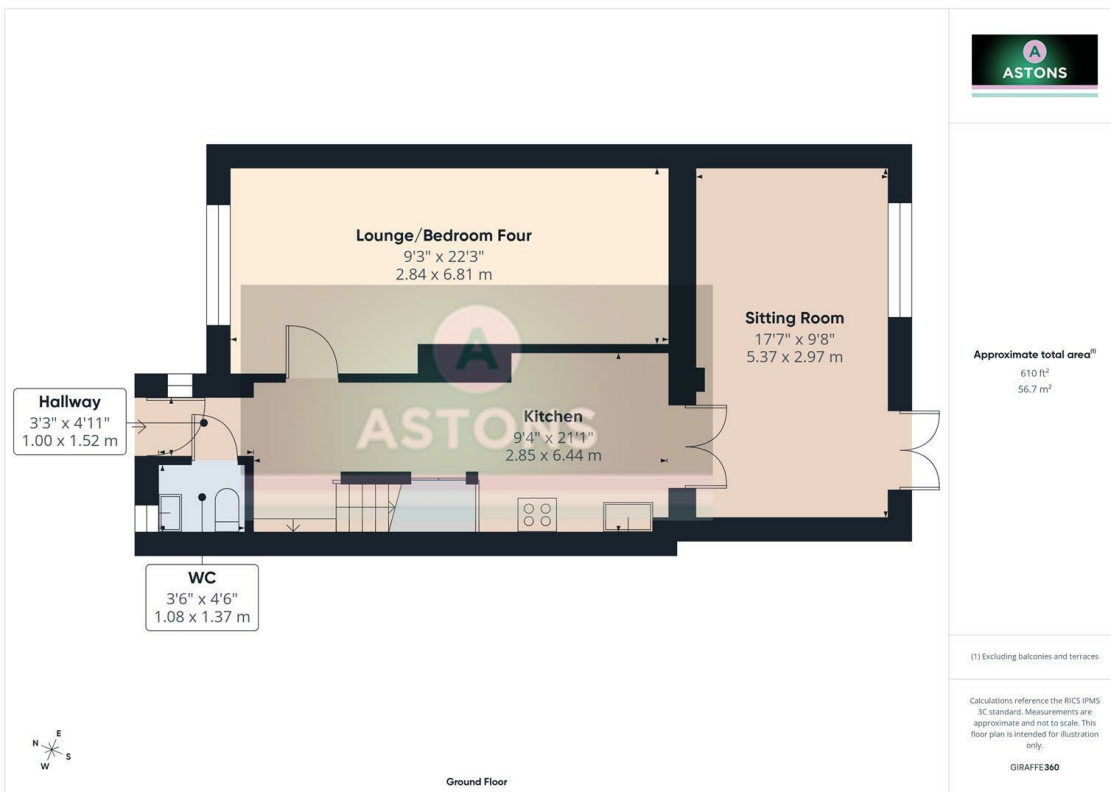 A
ASTONS
Lounge/Bedroom Four
9'3" x 22'3"
2.84 x 6.81 m
A
ASTONS
Sitting Room
17'7" x 9'8"
5.37 x 2.97 m
Approximate total area(1)
610 ft²
56.7 m²
Hallway
3'3" x 4'11"
1.00 x 1.52 m
Kitchen
9'4" x 21'1"
2.85 x 6.44 m
WC
3'6" x 4'6"
1.08 x 1.37 m
(1) Excluding balconies and terraces
Calculations reference the RICS IPMS
3C standard. Measurements are
approximate and not to scale. This
floor plan is intended for illustration
only.
GIRAFFE360
N
E
S
W
Ground Floor